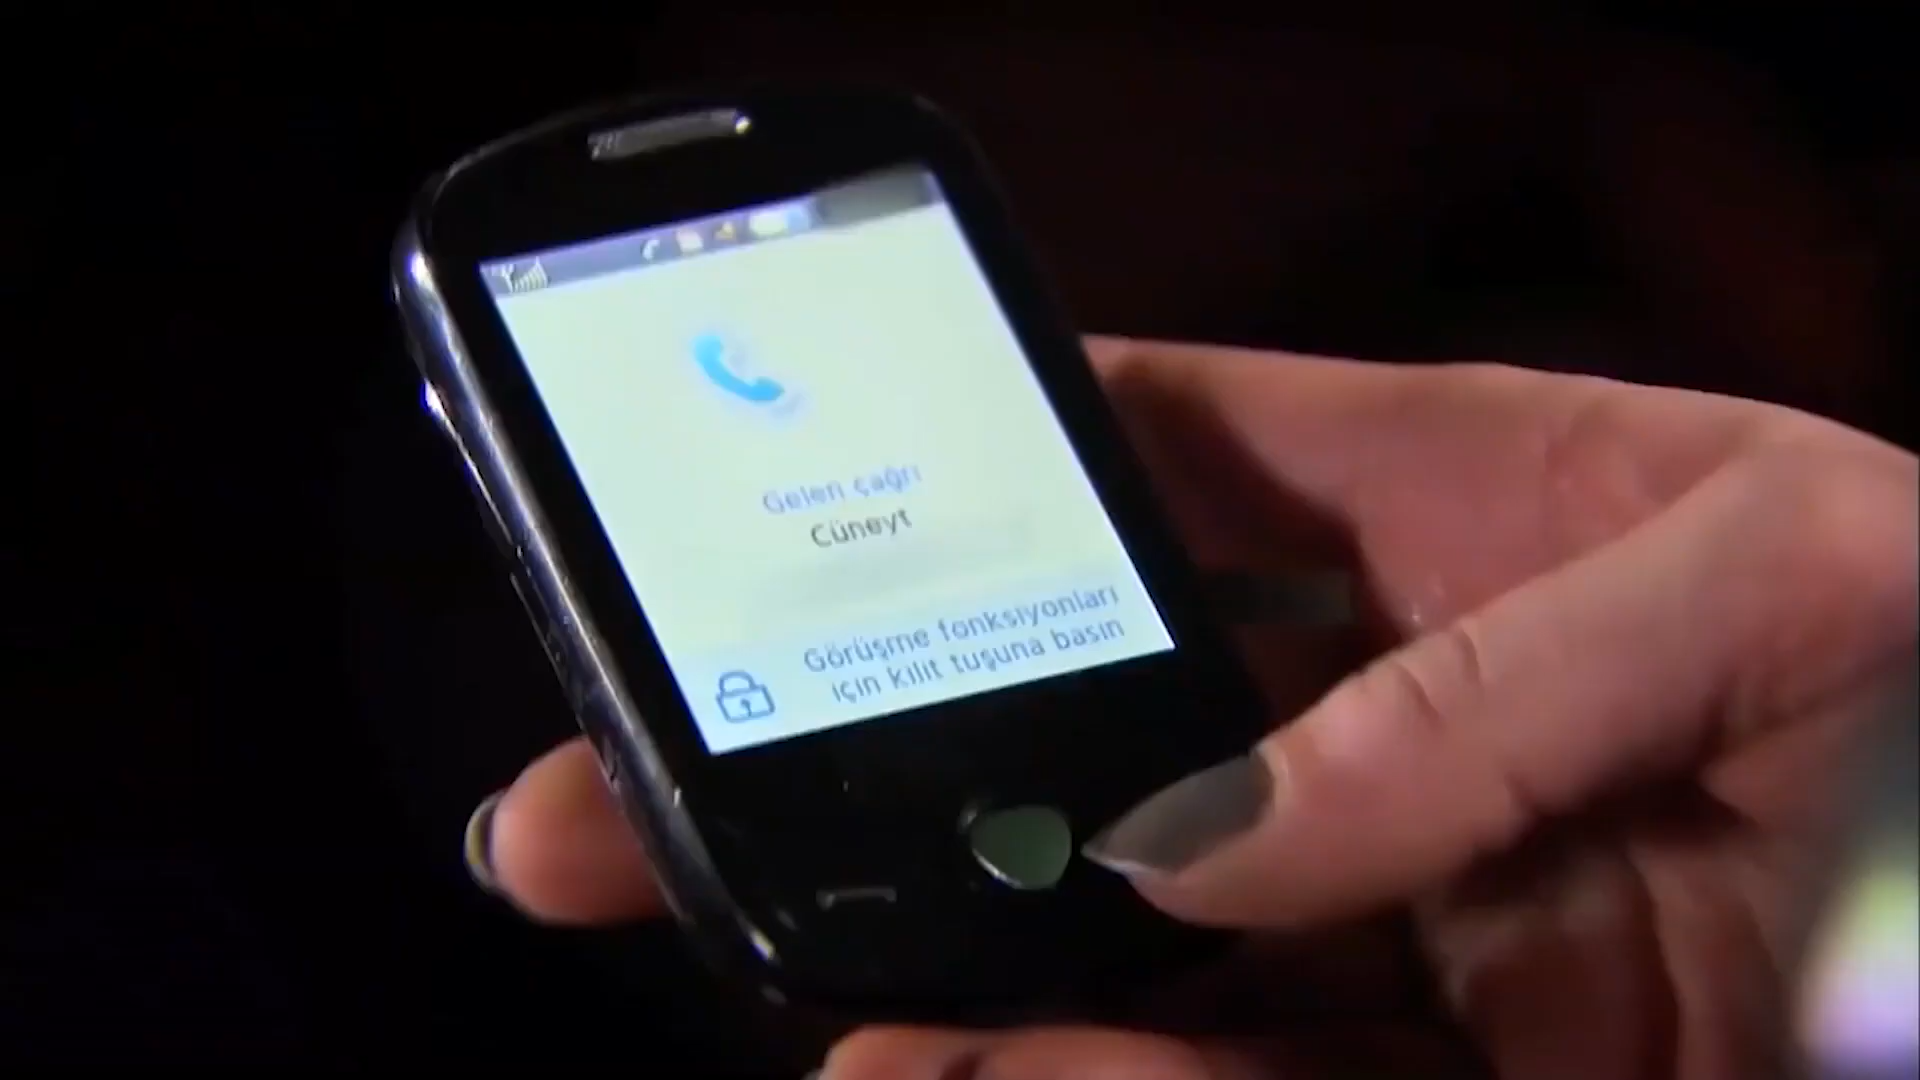 Gelen çağrı
Cüneyt
Görüşme fonksiyonları
için kilit tuşuna basın